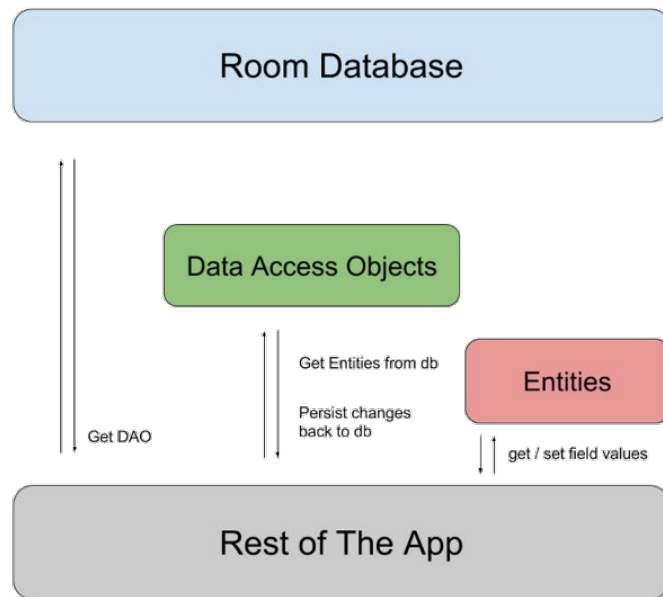 Room Database
Data Access Objects
Get Entities from db
Entities
Persist changes
back to db
Get DAO
get / set field values
Rest of The App